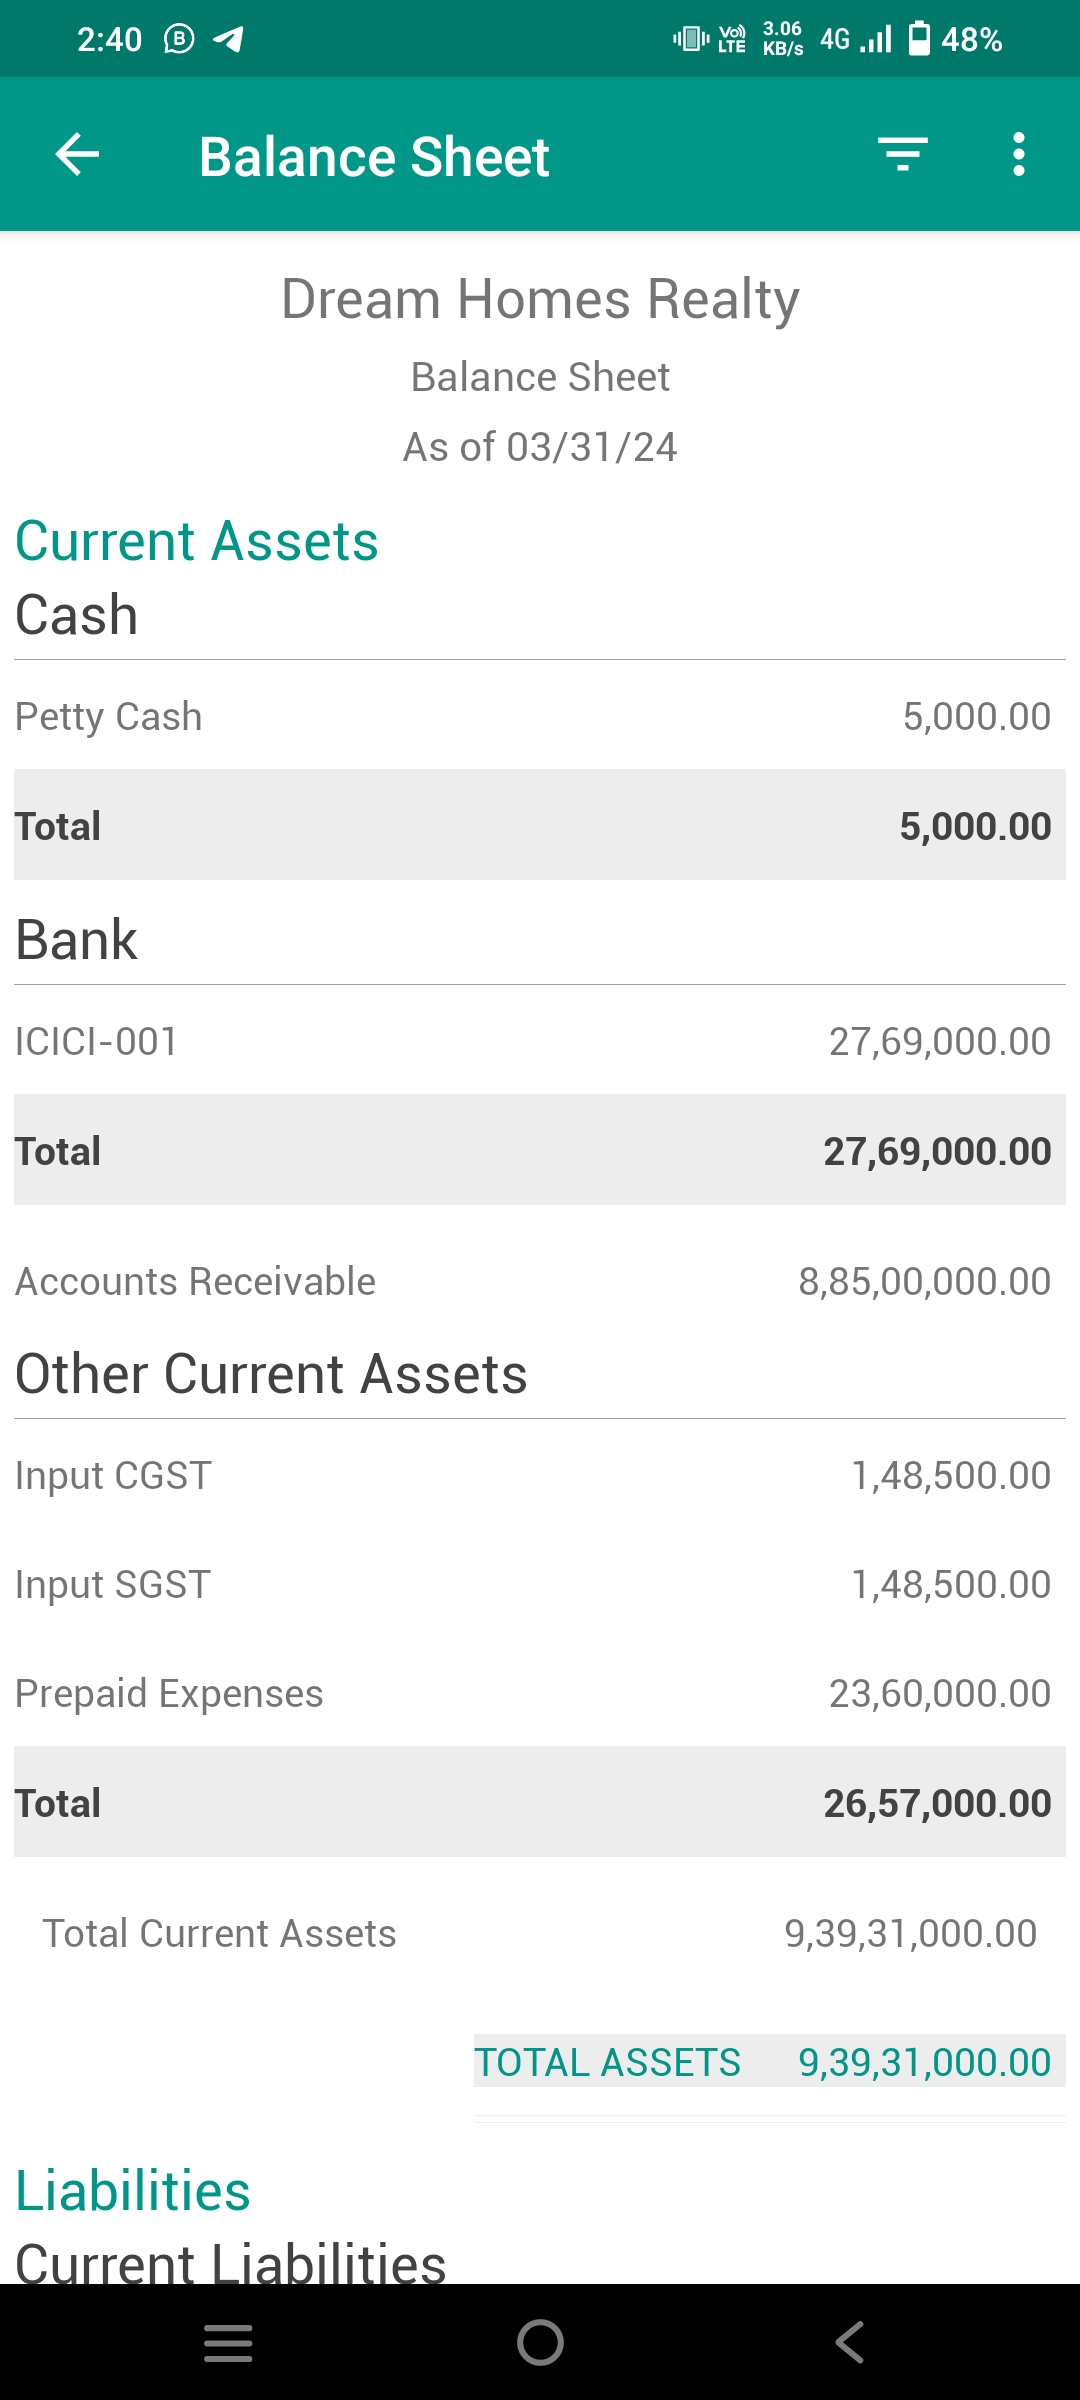 2:40 B VoLTE 3.06 KB/s 4G 48%
Balance Sheet
Dream Homes Realty
Balance Sheet
As of 03/31/24
Current Assets
Cash
Petty Cash 5,000.00
Total 5,000.00
Bank
ICICI-001 27,69,000.00
Total 27,69,000.00
Accounts Receivable 8,85,00,000.00
Other Current Assets
Input CGST 1,48,500.00
Input SGST 1,48,500.00
Prepaid Expenses 23,60,000.00
Total 26,57,000.00
Total Current Assets 9,39,31,000.00
TOTAL ASSETS 9,39,31,000.00
Liabilities
Current Liabilities